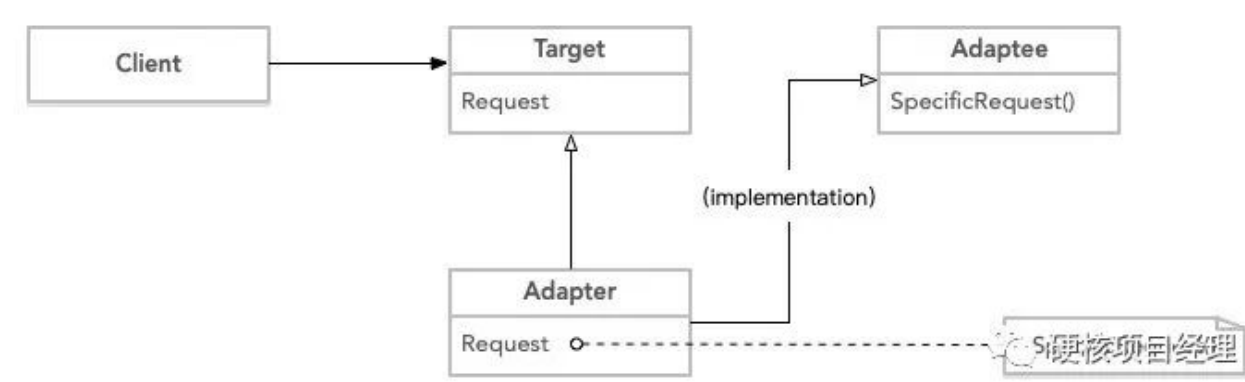 Client
Target
Request
Adaptee
SpecificRequest()
(implementation)
Adapter
Request
硬核项目经理